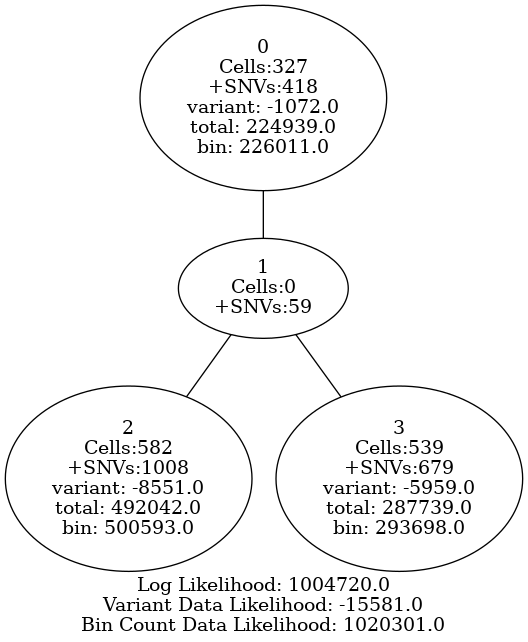 0
Cells:327
+SNVs:418
variant: -1072.0
total: 224939.0
bin: 226011.0
1
Cells:0
+SNVs:59
2
Cells:582
+SNVs:1008
variant: -8551.0
total: 492042.0
bin: 500593.0
3
Cells:539
+SNVs:679
variant: -5959.0
total: 287739.0
bin: 293698.0
Log Likelihood: 1004720.0
Variant Data Likelihood: -15581.0
Bin Count Data Likelihood: 1020301.0